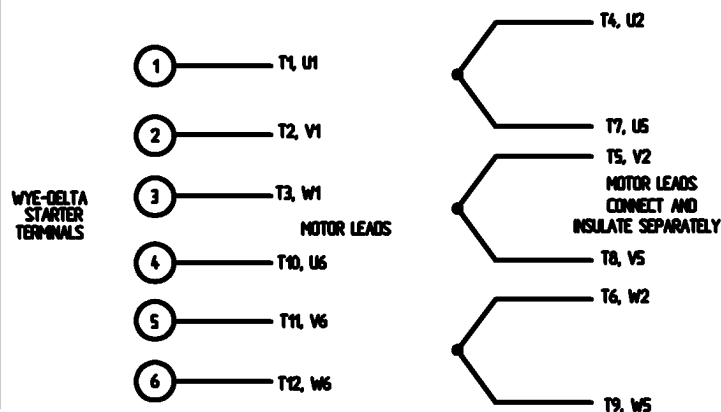 T4, U2
1
T1, U1
T7, U5
2
T2, V1
T5, V2
WYE-DELTA
STARTER
TERMINALS
3
T3, W1
MOTOR LEADS
MOTOR LEADS
CONNECT AND
INSULATE SEPARATELY
4
T10, U6
T8, V5
5
T11, V6
T6, W2
6
T12, W6
T9, W5